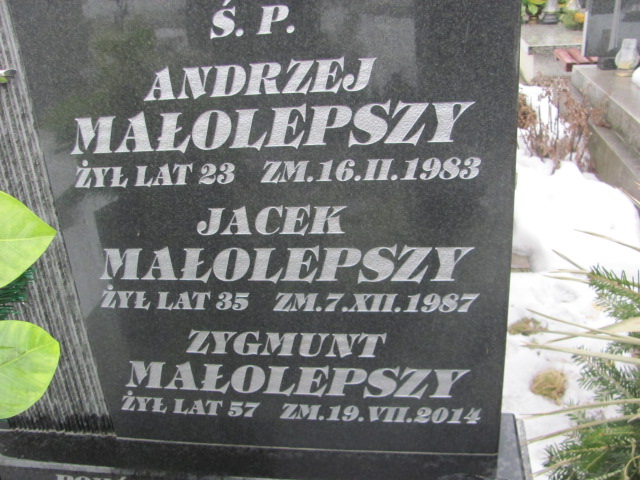 Ś. P.
ANDRZEJ
MAŁOLEPSZY
ŻYŁ LAT 23 ZM.16.II.1983
JACEK
MAŁOLEPSZY
ŻYŁ LAT 35 ZM.7.XII.1987
ZYGMUNT
MAŁOLEPSZY
ŻYŁ LAT 57 ZM.19.VII.2014